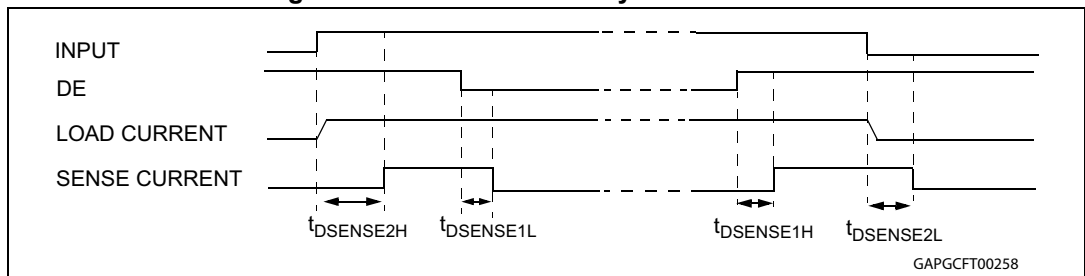 INPUT
DE
LOAD CURRENT
SENSE CURRENT
tDSENSE2H
tDSENSE1L
tDSENSE1H
tDSENSE2L
GAPGCFT00258